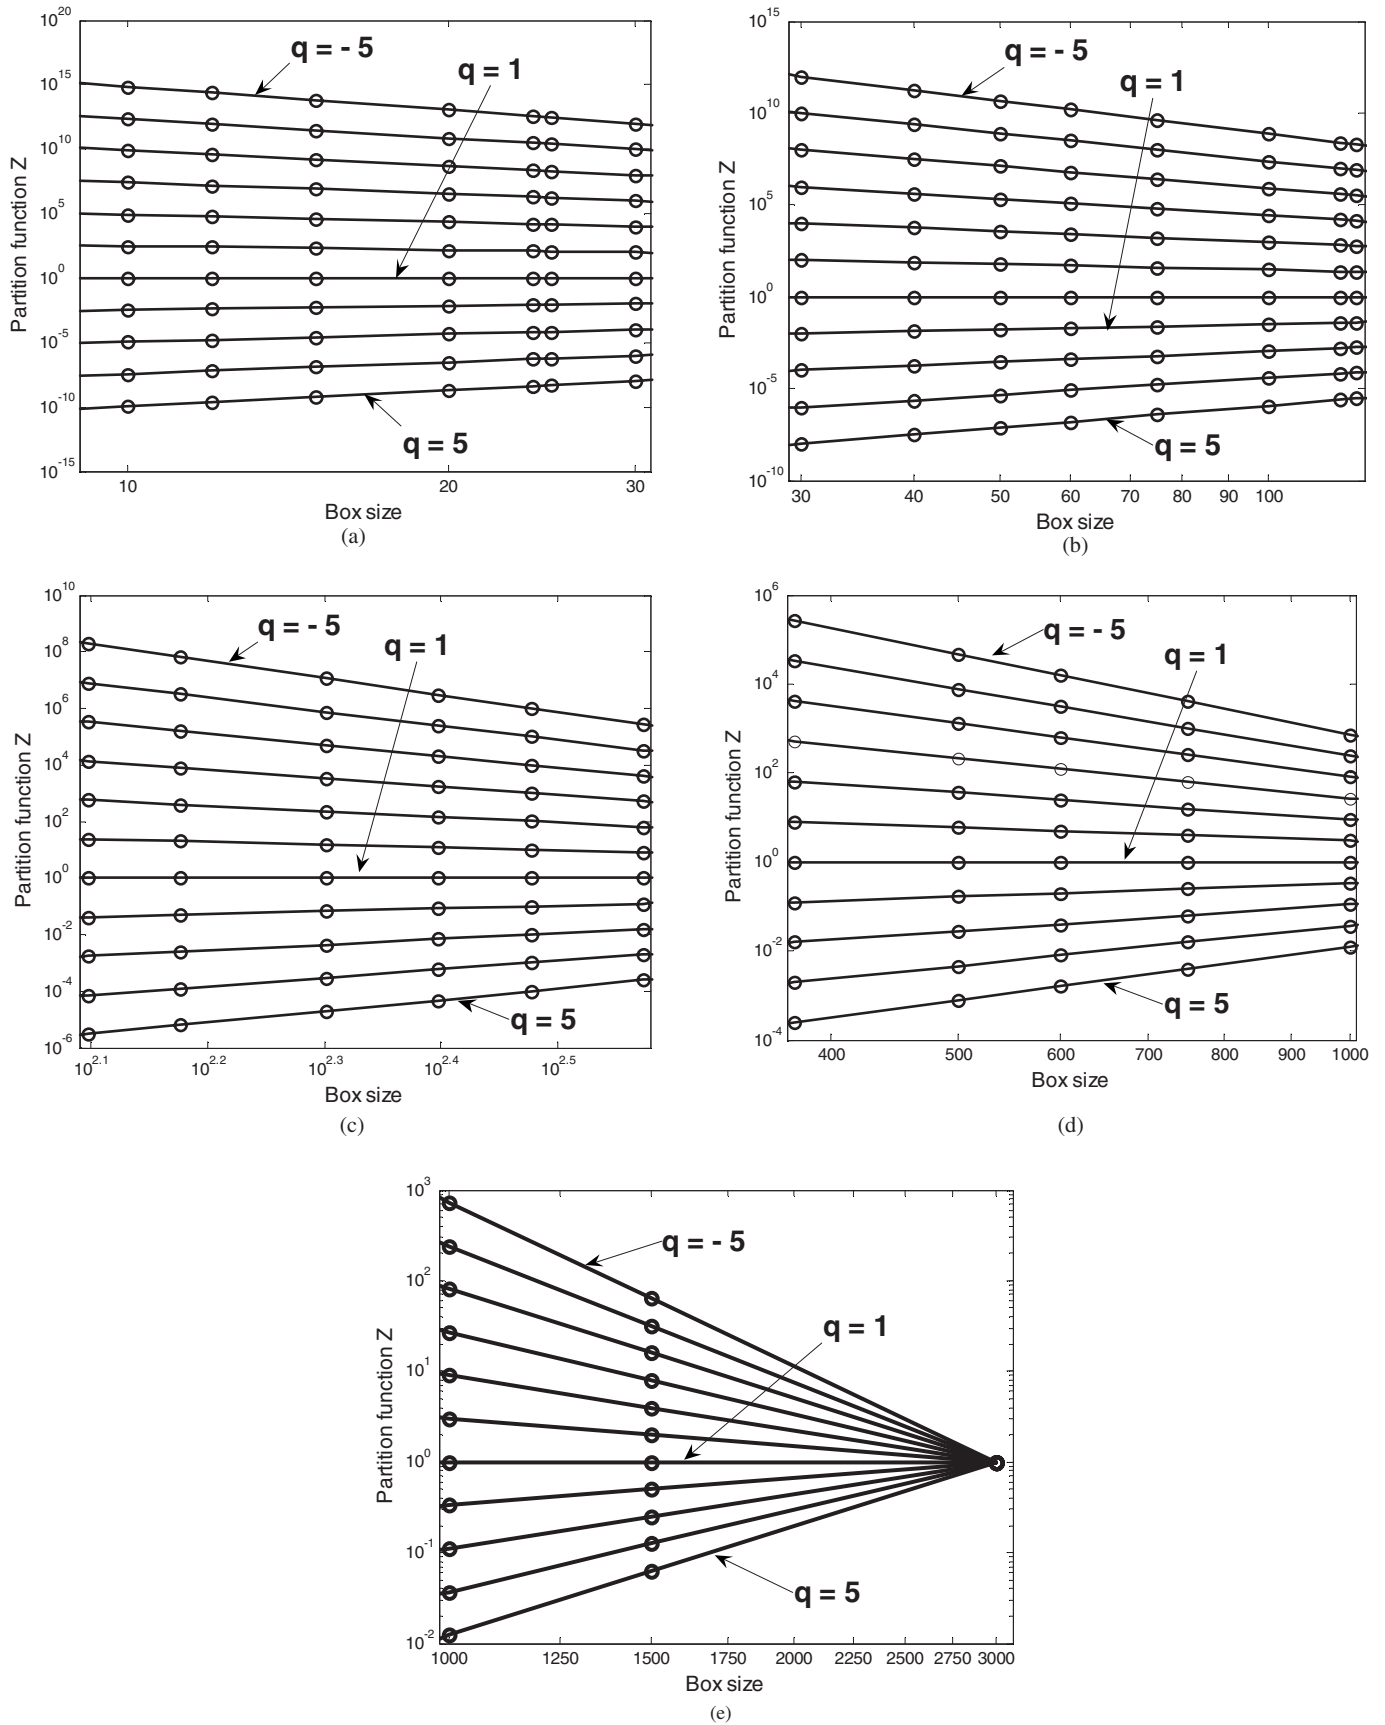 10^20
10^15
10^10
10^5
10^0
10^-5
10^-10
10^-15
Partition function Z
q = - 5
q = 1
q = 5
10 20 30
Box size
(a)
10^15
10^10
10^5
10^0
10^-5
10^-10
Partition function Z
q = - 5
q = 1
q = 5
30 40 50 60 70 80 90 100
Box size
(b)
10^10
10^8
10^6
10^4
10^2
10^0
10^-2
10^-4
10^-6
Partition function Z
q = - 5
q = 1
q = 5
10^2.1 10^2.2 10^2.3 10^2.4 10^2.5
Box size
(c)
10^6
10^4
10^2
10^0
10^-2
10^-4
Partition function Z
q = - 5
q = 1
q = 5
400 500 600 700 800 900 1000
Box size
(d)
10^3
10^2
10^1
10^0
10^-1
10^-2
Partition function Z
q = - 5
q = 1
q = 5
1000 1250 1500 1750 2000 2250 2500 2750 3000
Box size
(e)